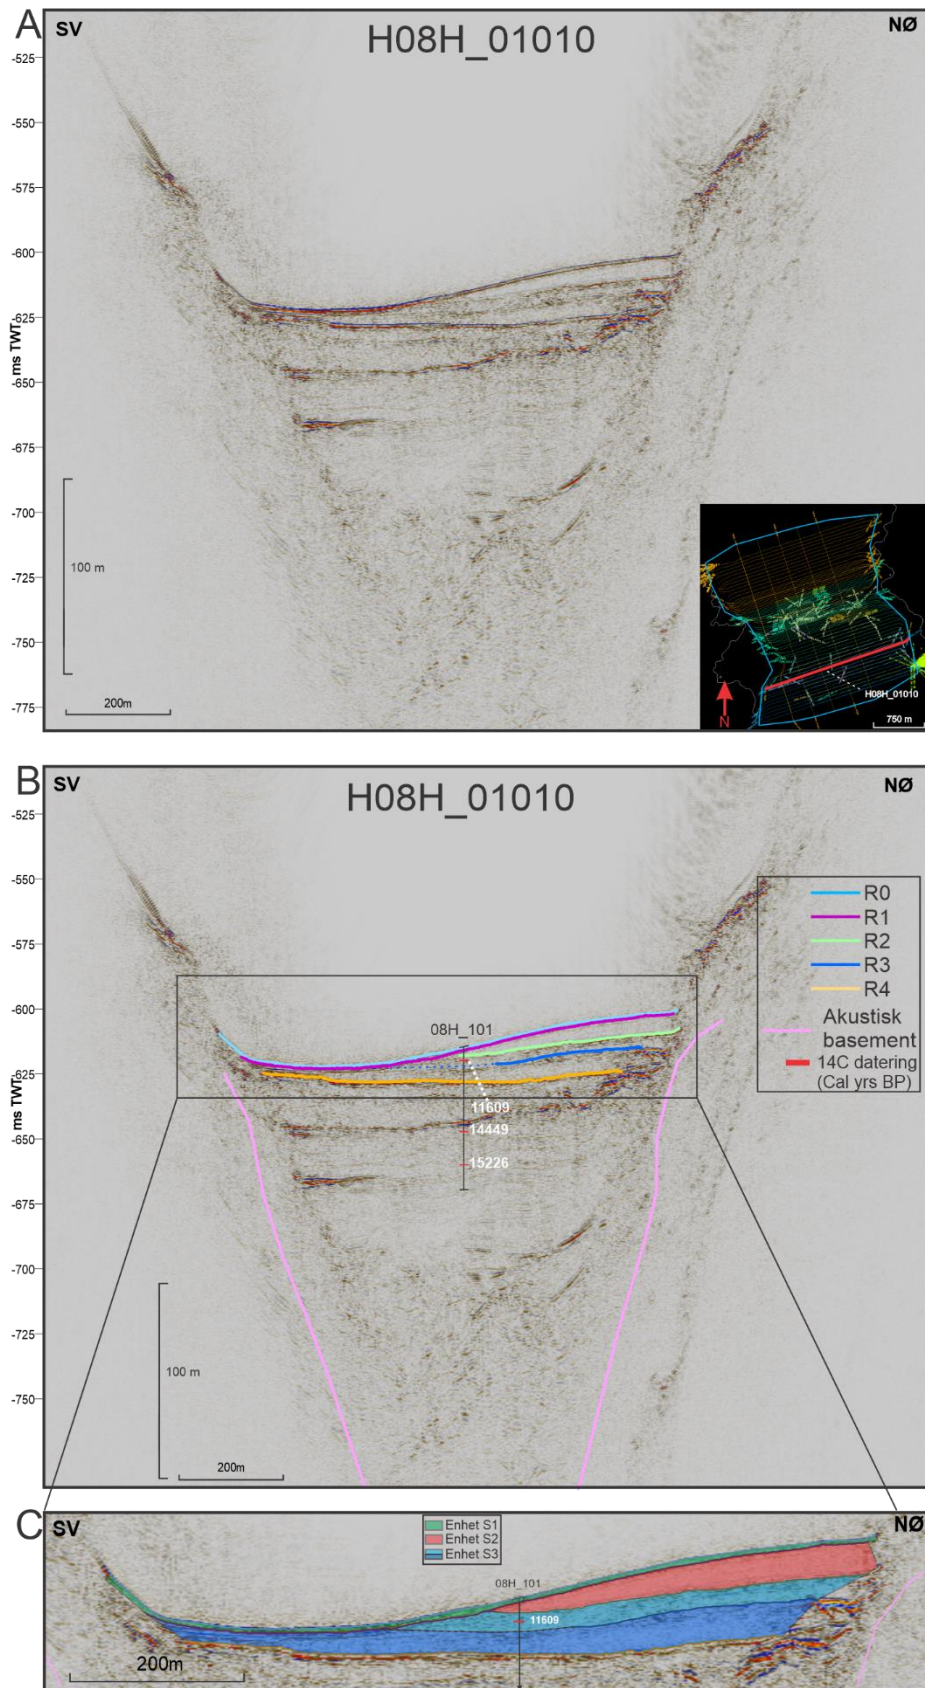 A
SV
H08H_01010
NØ
-525
-550
-575
-600
-625
-650
-675
-700
-725
-750
-775
ms TWT
100 m
200m
H08H_01010
N
750 m
B
SV
H08H_01010
NØ
-525
-550
-575
-600
-625
-650
-675
-700
-725
-750
ms TWT
R0
R1
R2
R3
R4
Akustisk
basement
14C datering
(Cal yrs BP)
08H_101
11609
14449
15226
100 m
200m
C
SV
Enhet S1
Enhet S2
Enhet S3
NØ
08H_101
11609
200m